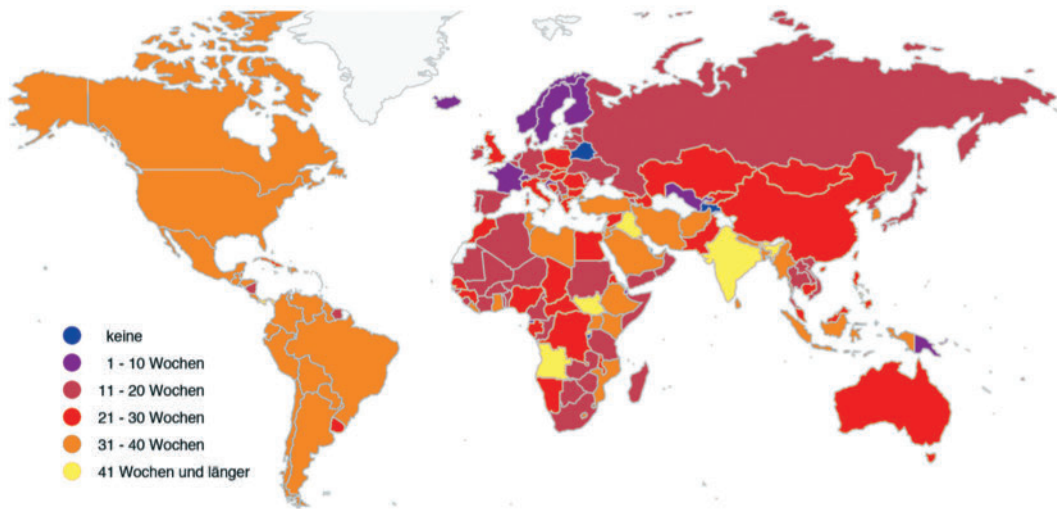 keine
1 - 10 Wochen
11 - 20 Wochen
21 - 30 Wochen
31 - 40 Wochen
41 Wochen und länger